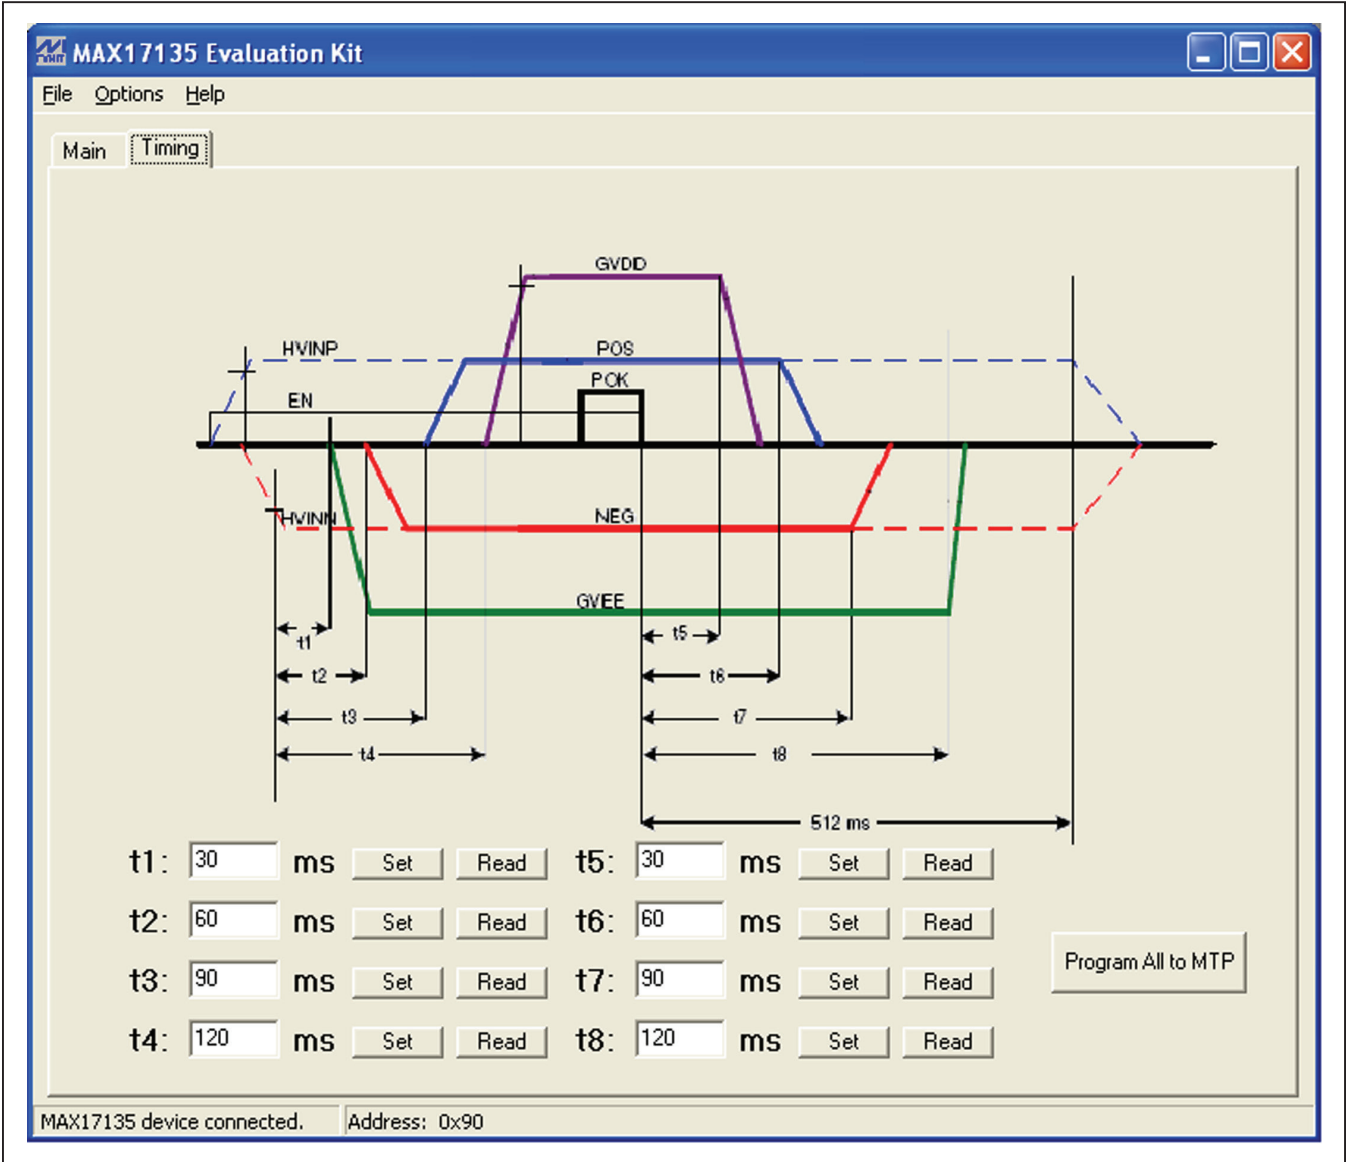 MAX17135 Evaluation Kit
File Options Help
Main Timing
GVDD
HVINP POS
POK
EN
HVINN NEG
GVEE
t1 t5
t2 t6
t3 t7
t4 t8
512 ms
t1: 30 ms Set Read t5: 30 ms Set Read
t2: 60 ms Set Read t6: 60 ms Set Read
Program All to MTP
t3: 90 ms Set Read t7: 90 ms Set Read
t4: 120 ms Set Read t8: 120 ms Set Read
MAX17135 device connected. Address: 0x90